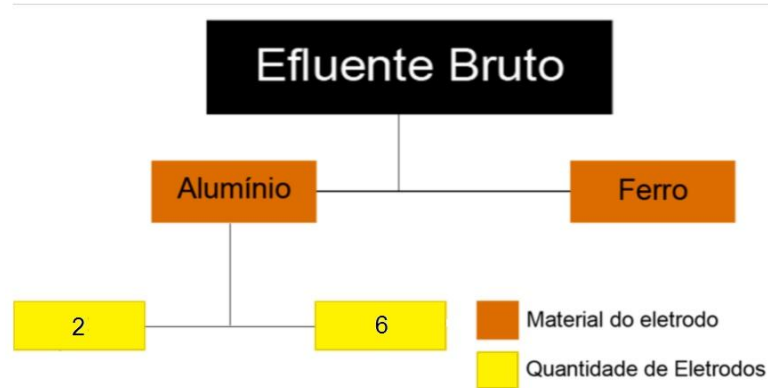 Efluente Bruto
Alumínio
Ferro
2
6
Material do eletrodo
Quantidade de Eletrodos